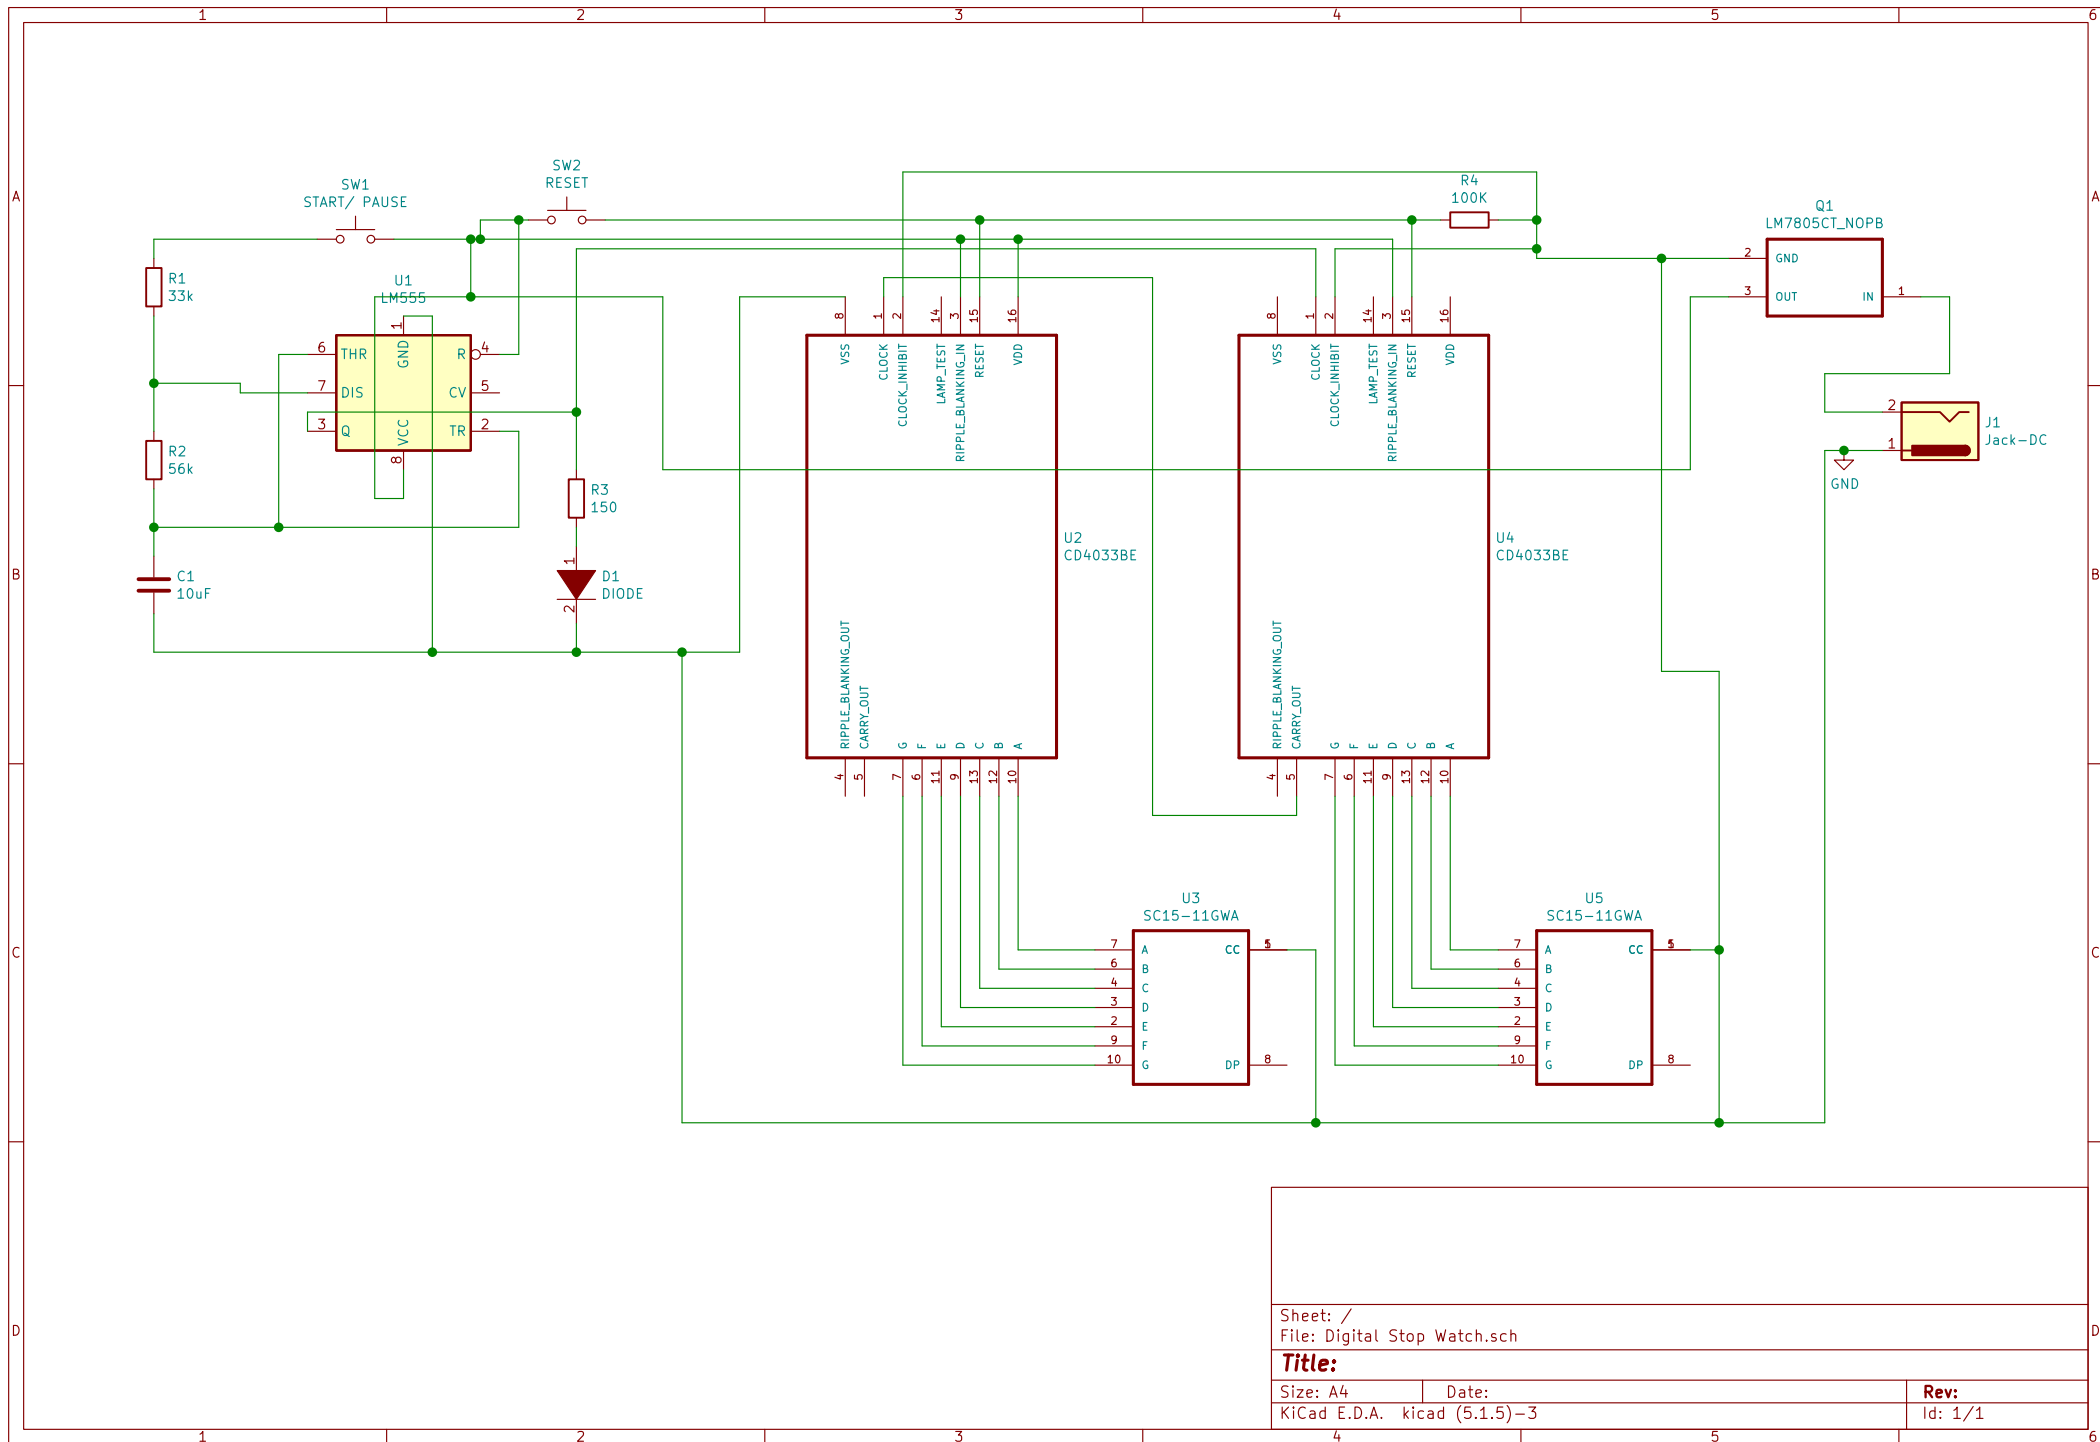 1 2 3 4 5 6
A
B
C
D
A
B
C
D
SW1
START/ PAUSE
SW2
RESET
R1
33k
R2
56k
C1
10uF
U1
LM555
1
GND
6 THR
7 DIS
3 Q
R 4
CV 5
TR 2
VCC
8
R3
150
1
D1
DIODE
2
8 1 2 14 3 15 16
VSS
CLOCK
CLOCK_INHIBIT
LAMP_TEST
RIPPLE_BLANKING_IN
RESET
VDD
U2
CD4033BE
RIPPLE_BLANKING_OUT
CARRY_OUT
G F E D C B A
4 5 7 6 11 9 13 12 10
8 1 2 14 3 15 16
VSS
CLOCK
CLOCK_INHIBIT
LAMP_TEST
RIPPLE_BLANKING_IN
RESET
VDD
U4
CD4033BE
RIPPLE_BLANKING_OUT
CARRY_OUT
G F E D C B A
4 5 7 6 11 9 13 12 10
R4
100K
Q1
LM7805CT_NOPB
2 GND
3 OUT
IN 1
2
1
J1
Jack-DC
GND
U3
SC15-11GWA
7 A
6 B
4 C
3 D
2 E
9 F
10 G
CC
DP 8
U5
SC15-11GWA
7 A
6 B
4 C
3 D
2 E
9 F
10 G
CC
DP 8
Sheet: /
File: Digital Stop Watch.sch
Title:
Size: A4
Date:
Rev:
KiCad E.D.A. kicad (5.1.5)-3
Id: 1/1
1 2 3 4 5 6